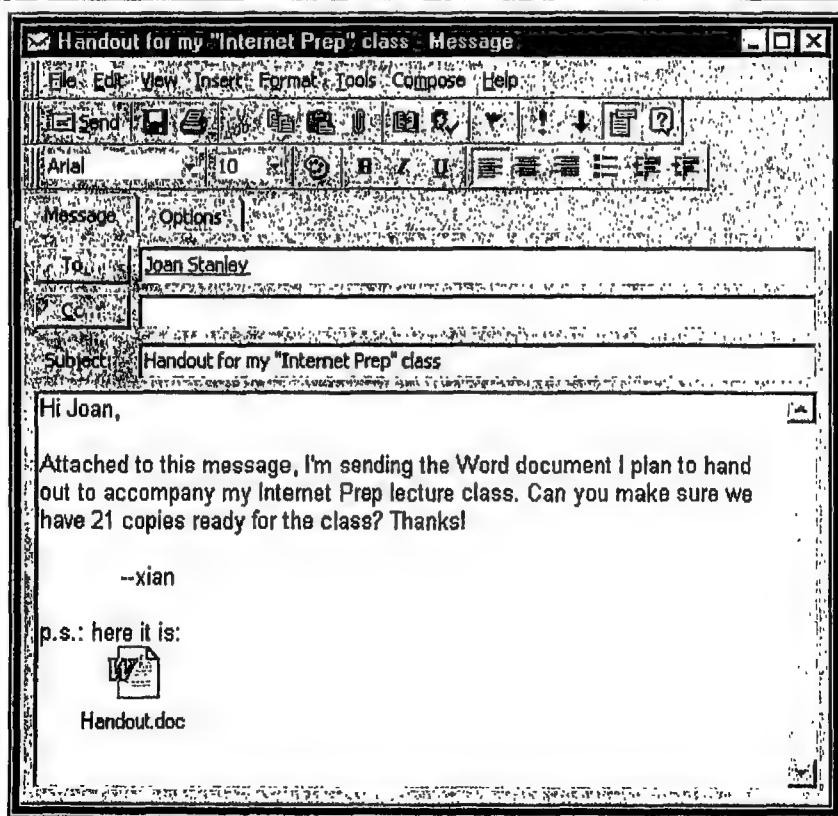 Handout for my "Internet Prep" class - Message
File Edit View Insert Format Tools Compose Help
Send
Arial 10 B I U
Message Options
To... Joan Stanley
Cc...
Subject: Handout for my "Internet Prep" class
Hi Joan,
Attached to this message, I'm sending the Word document I plan to hand
out to accompany my Internet Prep lecture class. Can you make sure we
have 21 copies ready for the class? Thanks!
--xian
p.s.: here it is:
W
Handout.doc